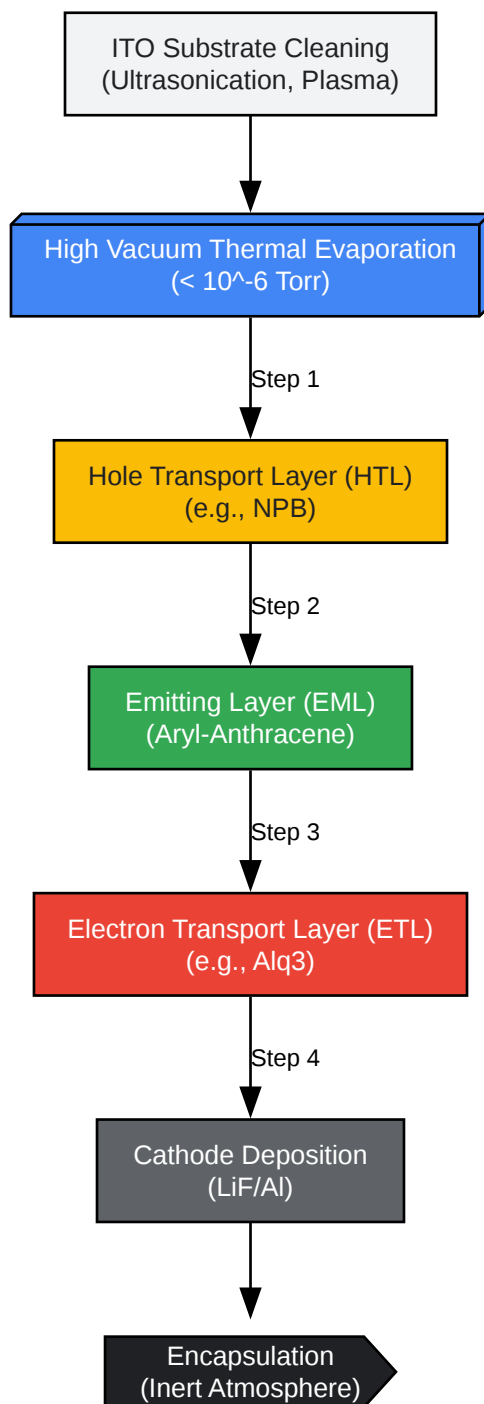 ITO Substrate Cleaning
(Ultrasonication, Plasma)
High Vacuum Thermal Evaporation
(< 10^-6 Torr)
Step 1
Hole Transport Layer (HTL)
(e.g., NPB)
Step 2
Emitting Layer (EML)
(Aryl-Anthracene)
Step 3
Electron Transport Layer (ETL)
(e.g., Alq3)
Step 4
Cathode Deposition
(LiF/Al)
Encapsulation
(Inert Atmosphere)